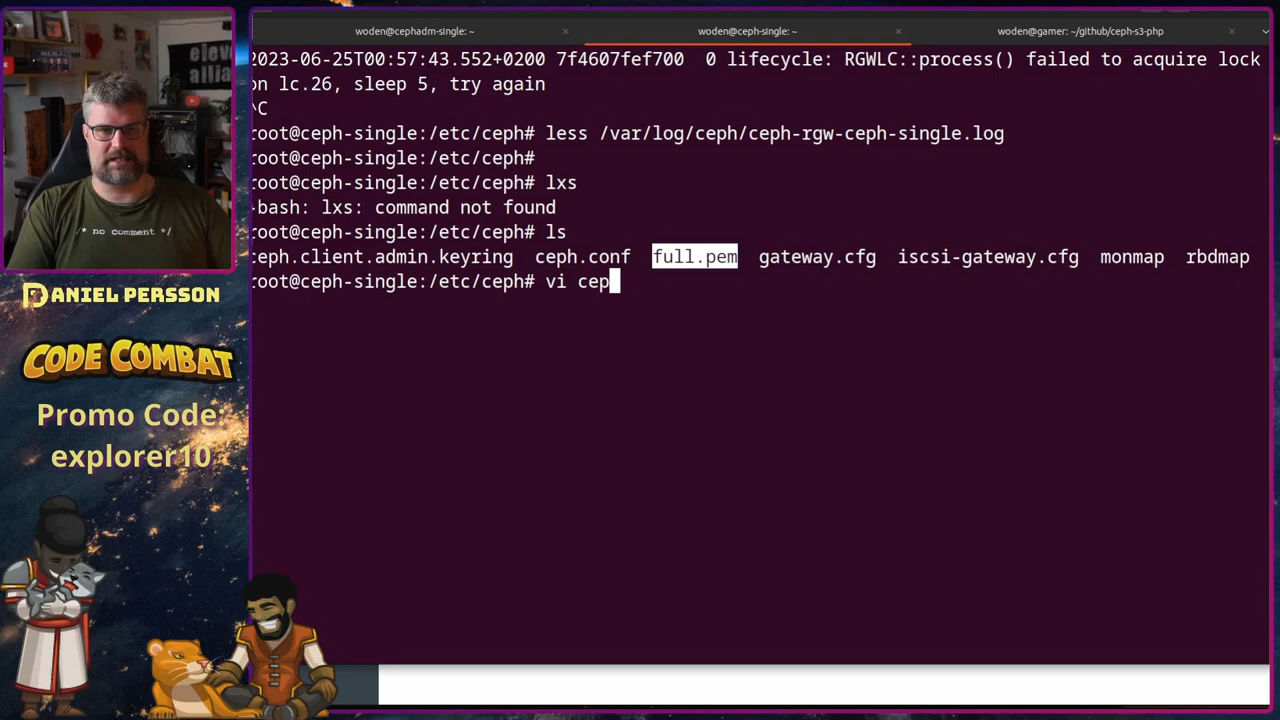 woden@cephadm-single: ~
woden@ceph-single: ~
woden@gamer: ~/github/ceph-s3-php
2023-06-25T00:57:43.552+0200 7f4607fef700  0 lifecycle: RGWLC::process() failed to acquire lock
on lc.26, sleep 5, try again
^C
root@ceph-single:/etc/ceph# less /var/log/ceph/ceph-rgw-ceph-single.log
root@ceph-single:/etc/ceph#
root@ceph-single:/etc/ceph# lxs
-bash: lxs: command not found
root@ceph-single:/etc/ceph# ls
ceph.client.admin.keyring  ceph.conf  full.pem  gateway.cfg  iscsi-gateway.cfg  monmap  rbdmap
root@ceph-single:/etc/ceph# vi cep
/* no comment */
DANIEL PERSSON
CODE COMBAT
Promo Code:
explorer10